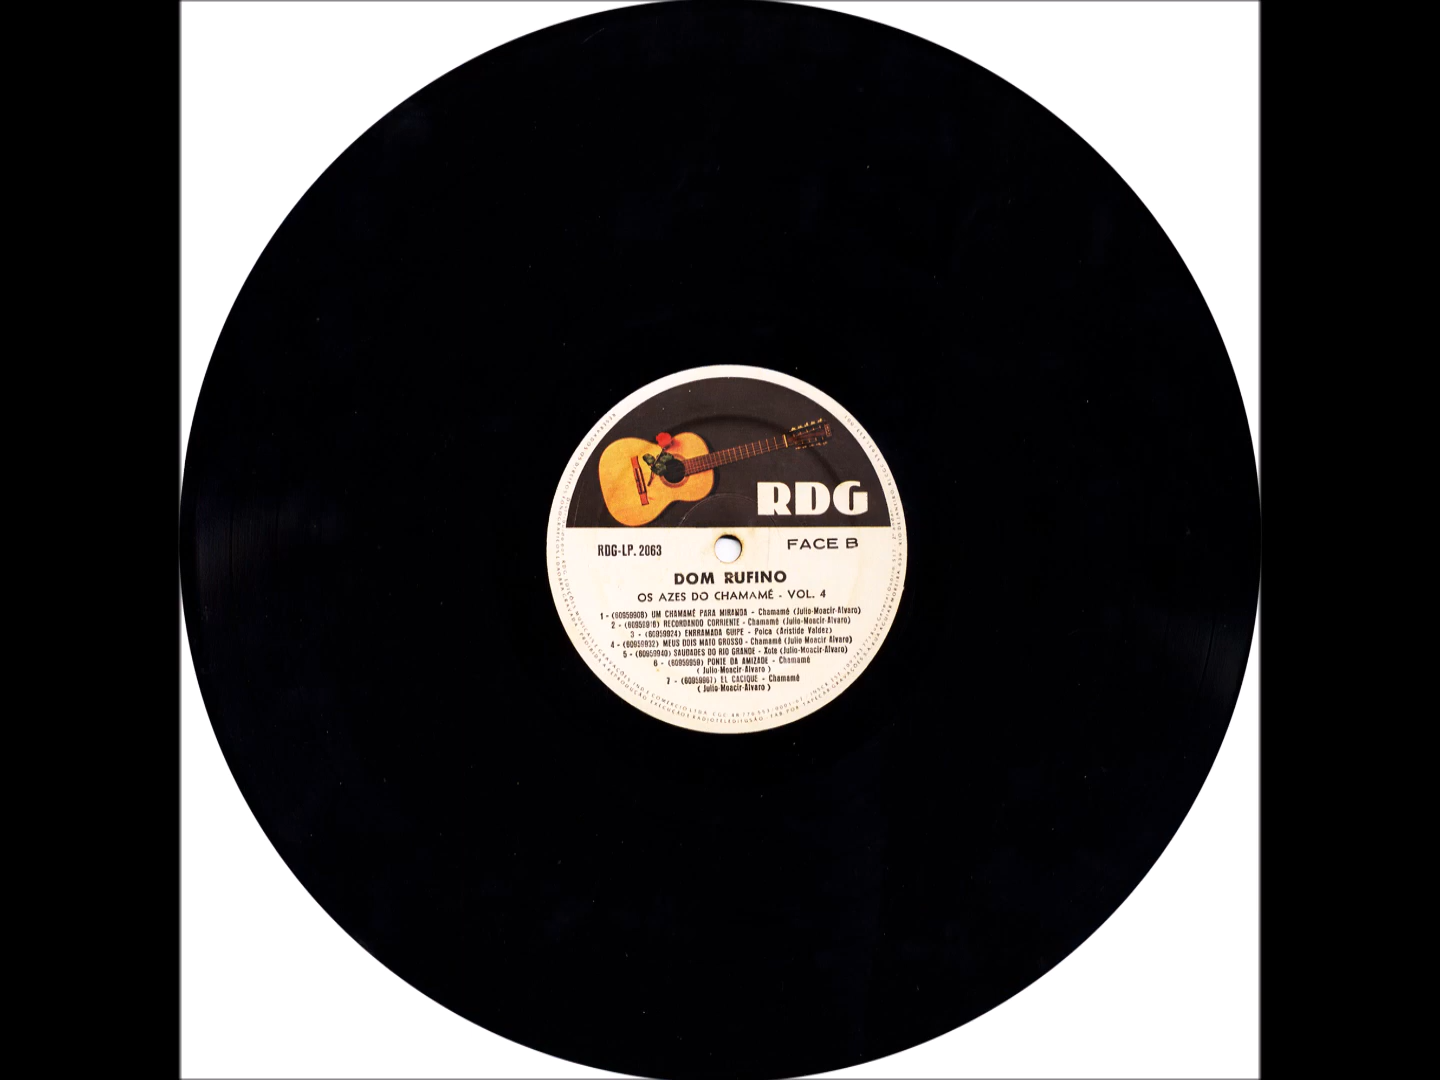 RDG
RDG-LP. 2063
FACE B
DOM RUFINO
OS AZES DO CHAMAMÉ - VOL. 4
1 - (60959908) UM CHAMAMÉ PARA MIRANDA - Chamamé (Julio-Moacir-Alvaro)
2 - (60959916) RECORDANDO CORRIENTE - Chamamé (Julio-Moacir-Alvaro)
3 - (60959924) ENRRAMADA GUIPE - Polca (Aristide Valdez)
4 - (60959932) MEUS DOIS MATO GROSSO - Chamamé (Julio Moacir Alvaro)
5 - (60959940) SAUDADES DO RIO GRANDE - Xote (Julio-Moacir-Alvaro)
6 - (60959959) PONTE DA AMIZADE - Chamamé
( Julio-Moacir-Alvaro )
7 - (60959967) EL CACIQUE - Chamamé
( Julio-Moacir-Alvaro )